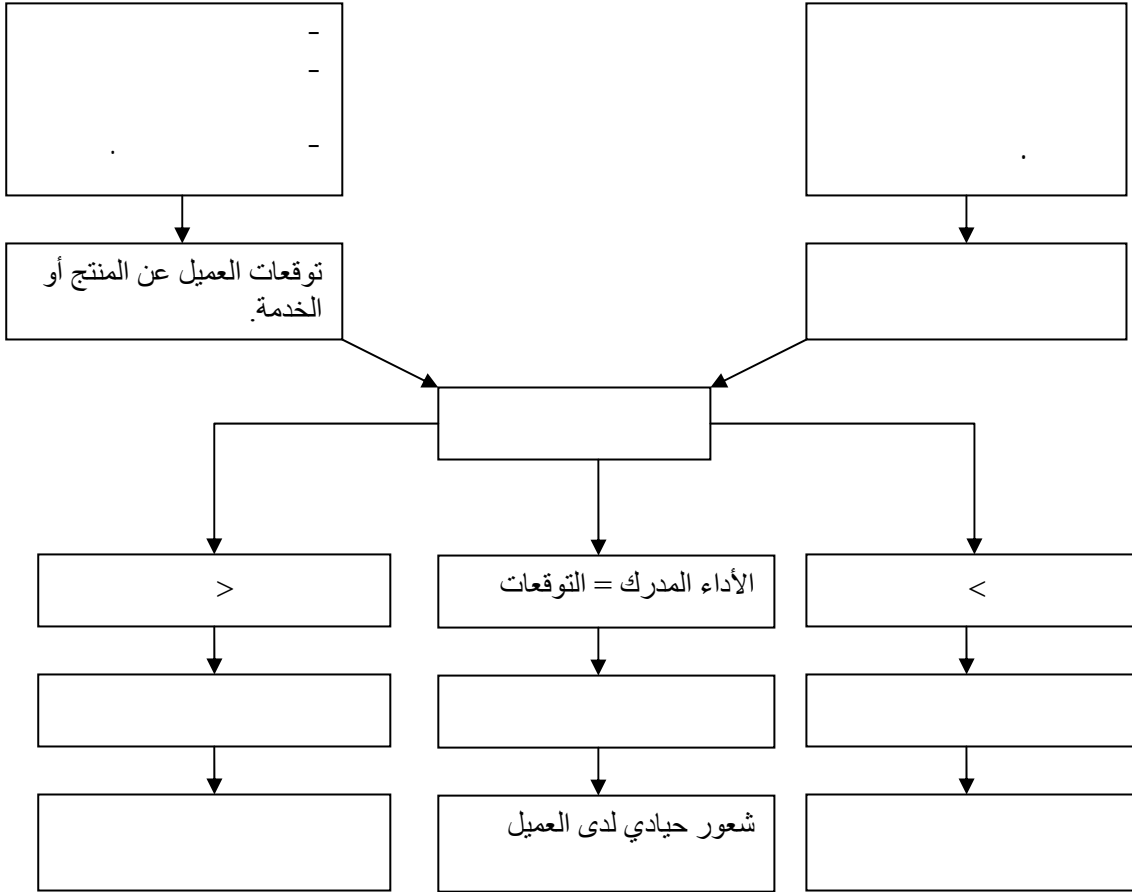 -
-
- .
.
توقعات العميل عن المنتج أو
الخدمة.
>
الأداء المدرك = التوقعات
<
شعور حيادي لدى العميل